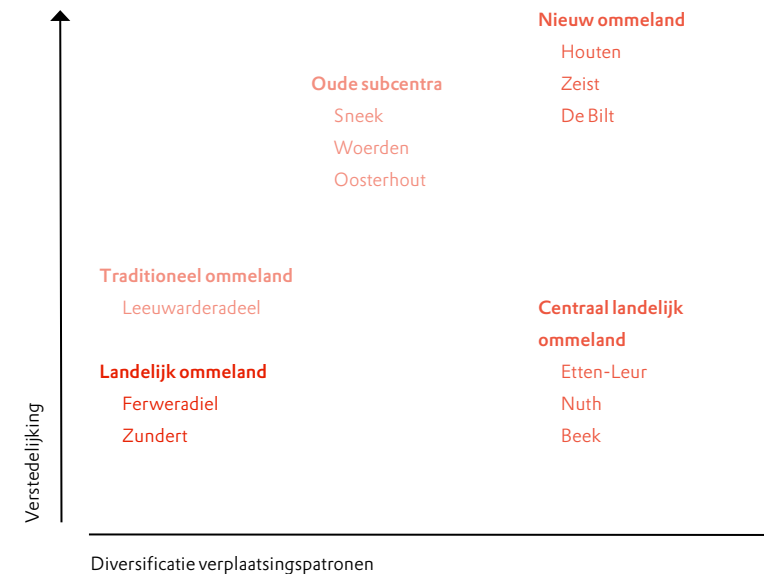 Nieuw ommeland
Houten
Zeist
De Bilt
Oude subcentra
Sneek
Woerden
Oosterhout
Traditioneel ommeland
Leeuwarderadeel
Landelijk ommeland
Ferweradiel
Zundert
Centraal landelijk
ommeland
Etten-Leur
Nuth
Beek
Verstedelijking
Diversificatie verplaatsingspatronen